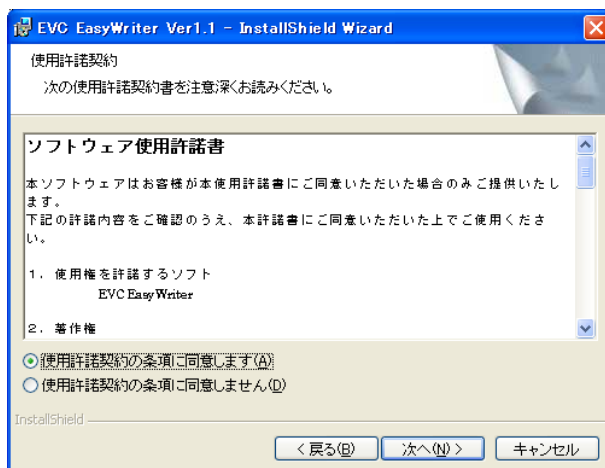 EVC EasyWriter Ver1.1 - InstallShield Wizard
使用許諾契約
次の使用許諾契約書を注意深くお読みください。
ソフトウェア使用許諾書
本ソフトウェアはお客様が本使用許諾書にご同意いただいた場合のみご提供いたし
ます。
下記の許諾内容をご確認のうえ、本許諾書にご同意いただいた上でご使用くださ
い。
1. 使用権を許諾するソフト
EVC EasyWriter
2. 著作権
使用許諾契約の条項に同意します(A)
使用許諾契約の条項に同意しません(D)
InstallShield
< 戻る(B)
次へ(N) >
キャンセル